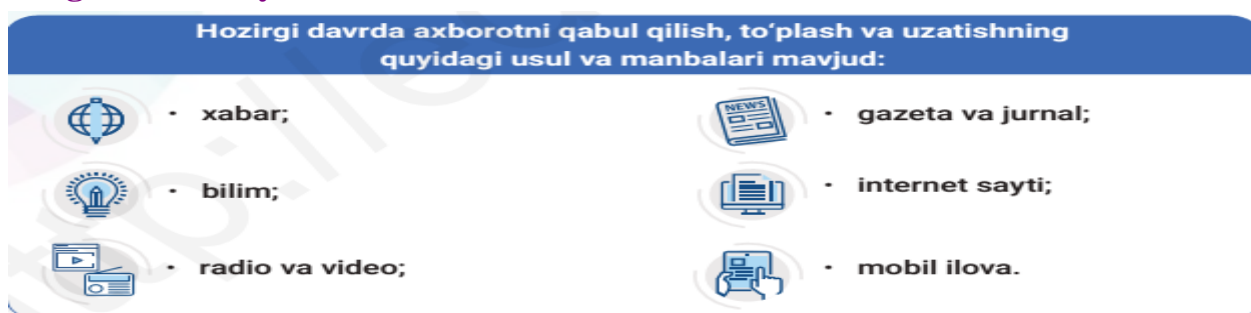 Hozirgi davrda axborotni qabul qilish, to‘plash va uzatishning
quyidagi usul va manbalari mavjud:
• xabar;
• bilim;
• radio va video;
NEWS
• gazeta va jurnal;
• internet sayti;
• mobil ilova.